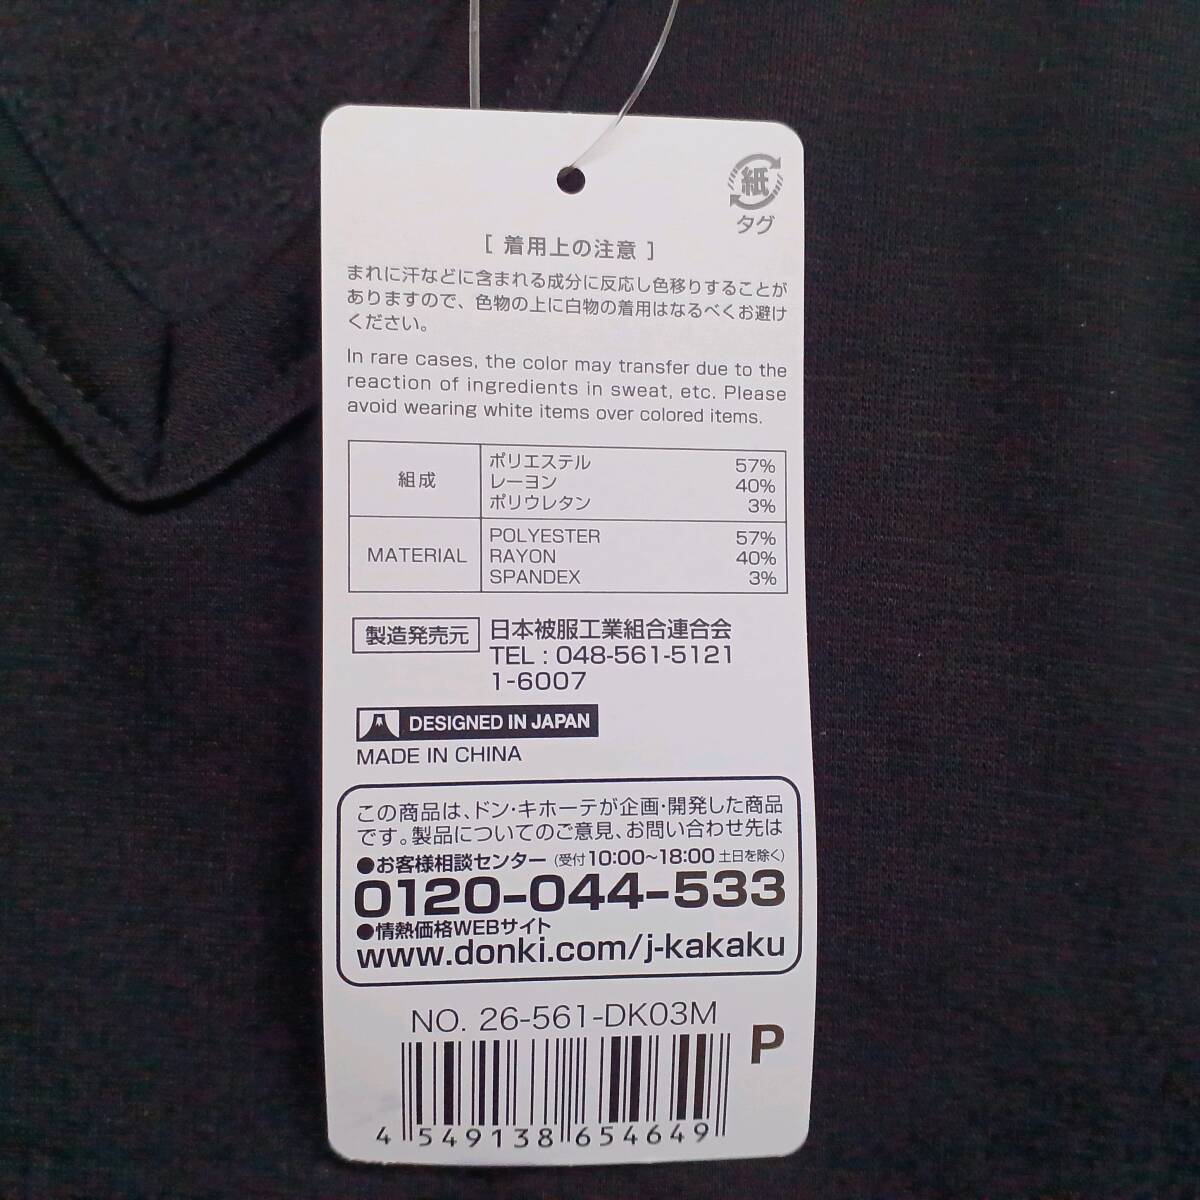 紙
タグ
[ 着用上の注意 ]
まれに汗などに含まれる成分に反応し色移りすることが
ありますので、色物の上に白物の着用はなるべくお避け
ください。
In rare cases, the color may transfer due to the
reaction of ingredients in sweat, etc. Please
avoid wearing white items over colored items.
組成
ポリエステル 57%
レーヨン 40%
ポリウレタン 3%
MATERIAL
POLYESTER 57%
RAYON 40%
SPANDEX 3%
製造発売元 日本被服工業組合連合会
TEL : 048-561-5121
1-6007
DESIGNED IN JAPAN
MADE IN CHINA
この商品は、ドン・キホーテが企画・開発した商品
です。製品についてのご意見、お問い合わせ先は
●お客様相談センター (受付 10:00~18:00 土日を除く)
0120-044-533
●情熱価格WEBサイト
www.donki.com/j-kakaku
NO. 26-561-DK03M
P
4 549138 654649